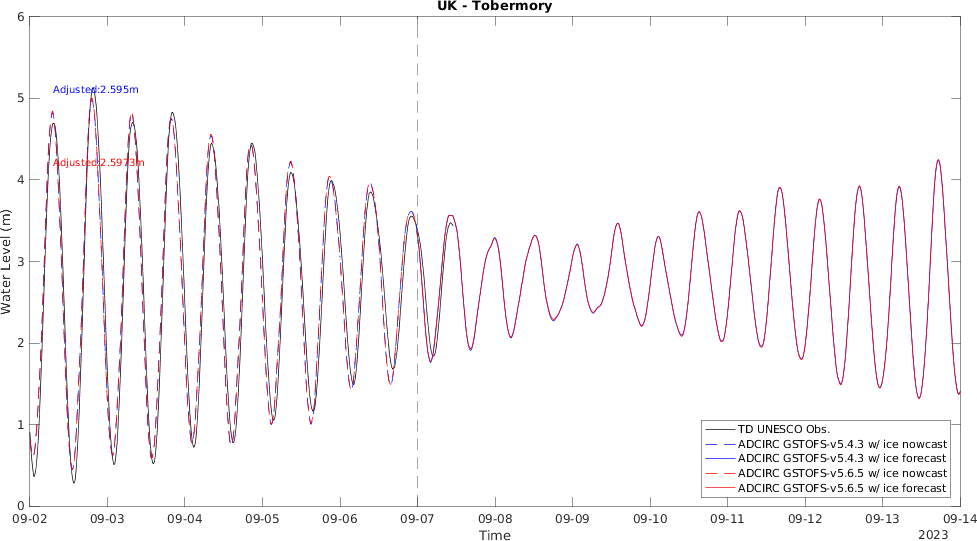 UK - Tobermory
6
5
4
3
2
1
0
Water Level (m)
Adjusted:2.595m
Adjusted:2.5973m
TD UNESCO Obs.
ADCIRC GSTOFS-v5.4.3 w/ ice nowcast
ADCIRC GSTOFS-v5.4.3 w/ ice forecast
ADCIRC GSTOFS-v5.6.5 w/ ice nowcast
ADCIRC GSTOFS-v5.6.5 w/ ice forecast
09-02 09-03 09-04 09-05 09-06 09-07 09-08 09-09 09-10 09-11 09-12 09-13 09-14
Time
2023